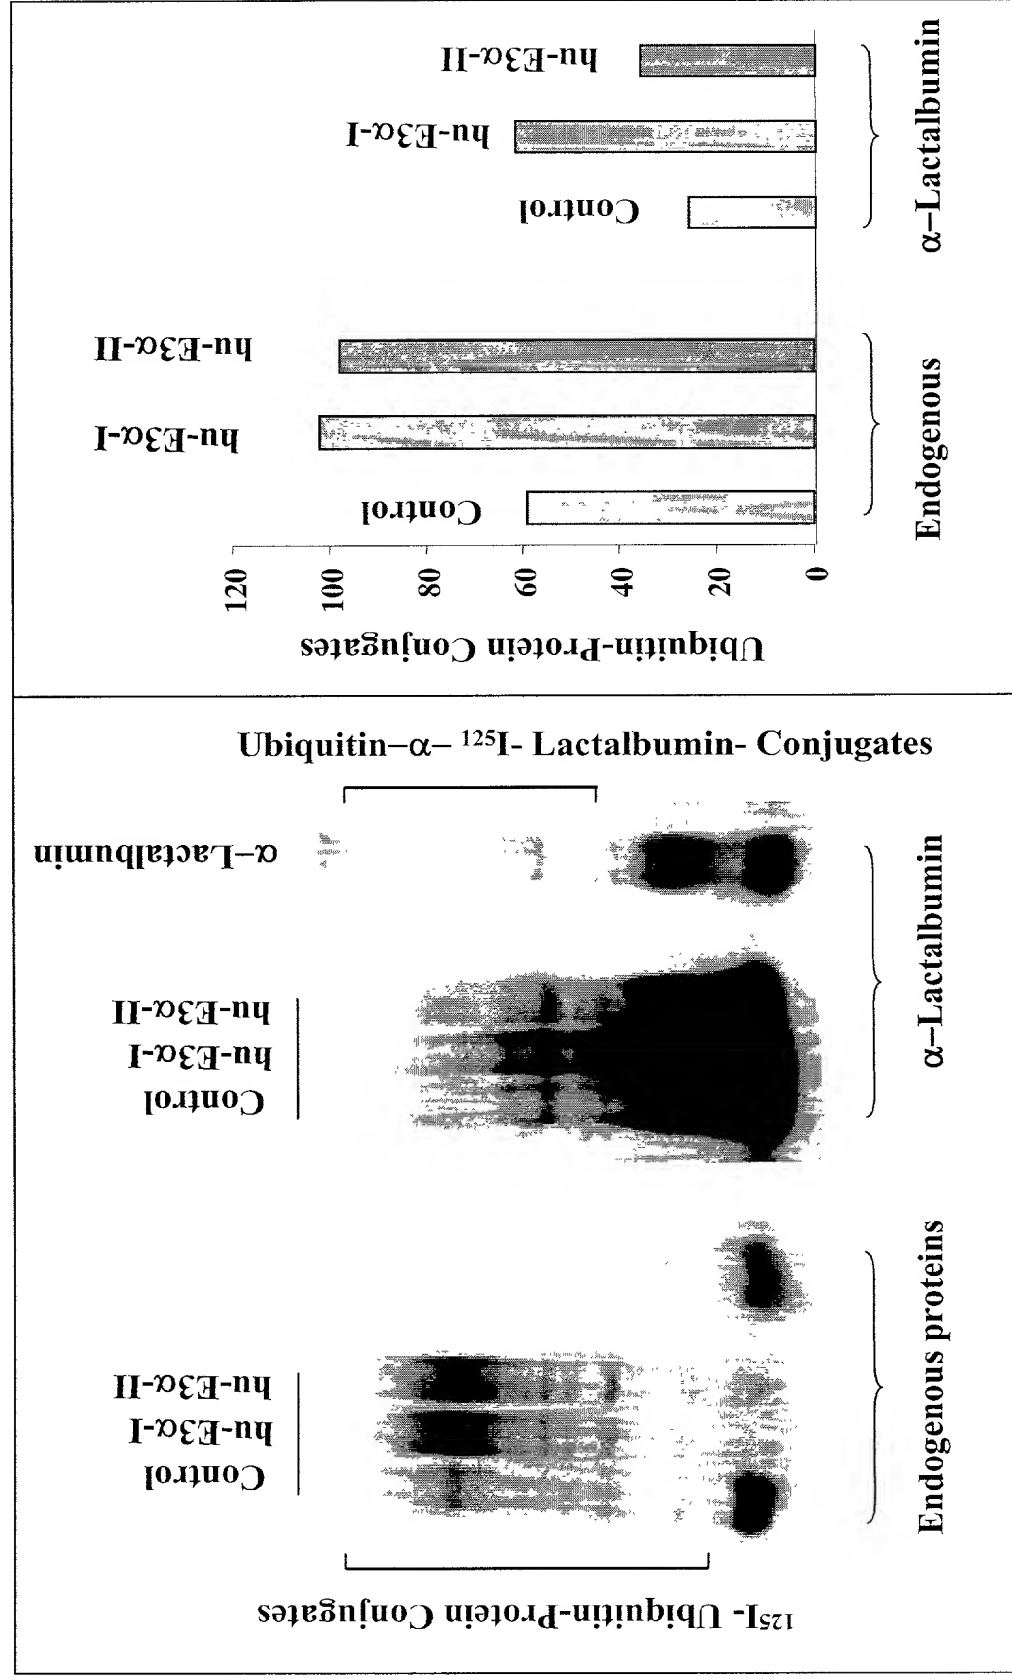 ¹²⁵I- Ubiquitin-Protein Conjugates
Control
hu-E3α-I
hu-E3α-II
Endogenous proteins
Control
hu-E3α-I
hu-E3α-II
α–Lactalbumin
α–Lactalbumin
Ubiquitin–α– ¹²⁵I- Lactalbumin- Conjugates
Ubiquitin-Protein Conjugates
120
100
80
60
40
20
0
Control
hu-E3α-I
hu-E3α-II
Endogenous
Control
hu-E3α-I
hu-E3α-II
α–Lactalbumin